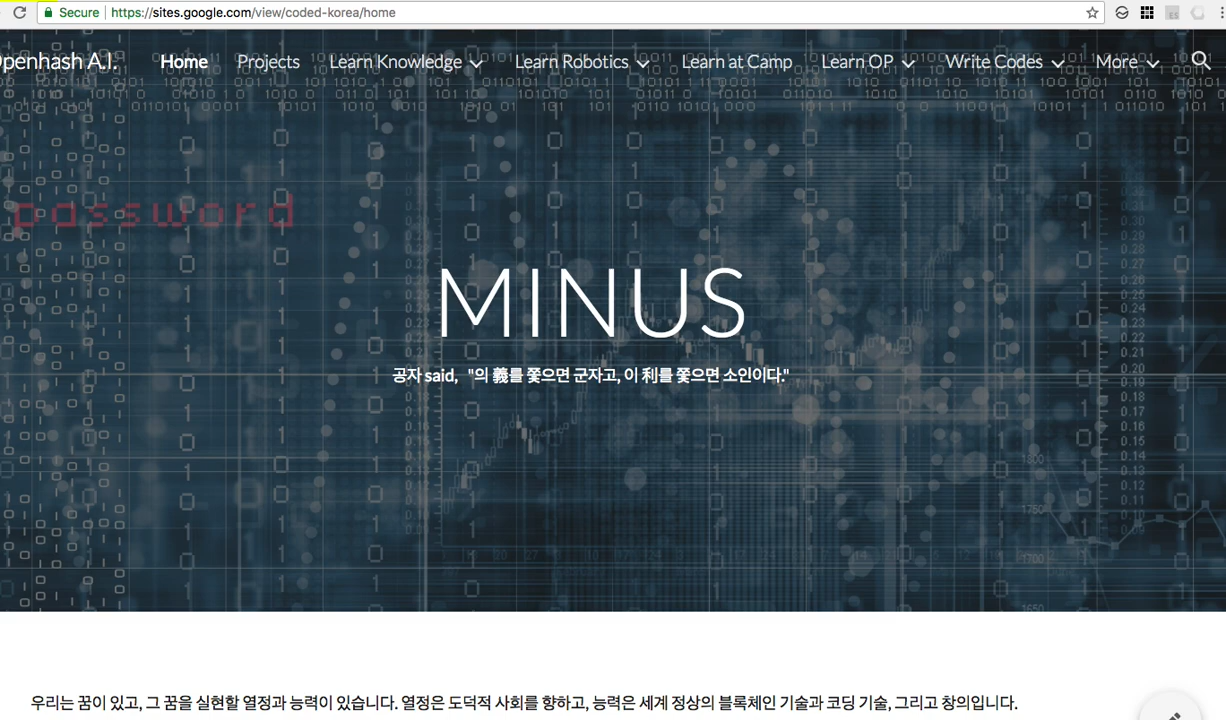 Secure https://sites.google.com/view/coded-korea/home
penhash A.I. Home Projects Learn Knowledge Learn Robotics Learn at Camp Learn OP Write Codes More
password
MINUS
공자 said, "의 義를 쫓으면 군자고, 이 利를 쫓으면 소인이다."
우리는 꿈이 있고, 그 꿈을 실현할 열정과 능력이 있습니다. 열정은 도덕적 사회를 향하고, 능력은 세계 정상의 블록체인 기술과 코딩 기술, 그리고 창의입니다.